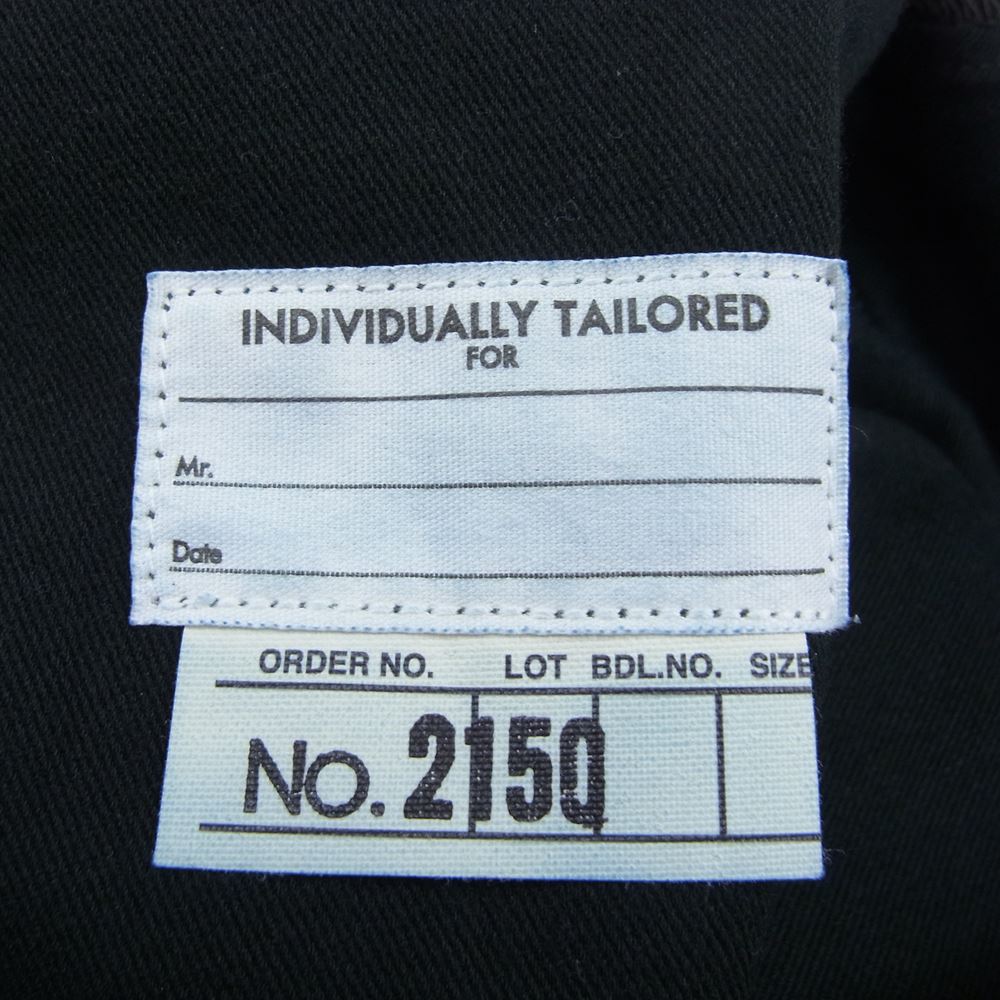 INDIVIDUALLY TAILORED
FOR
Mr.
Date
ORDER NO. LOT BDL.NO. SIZE
No. 2150